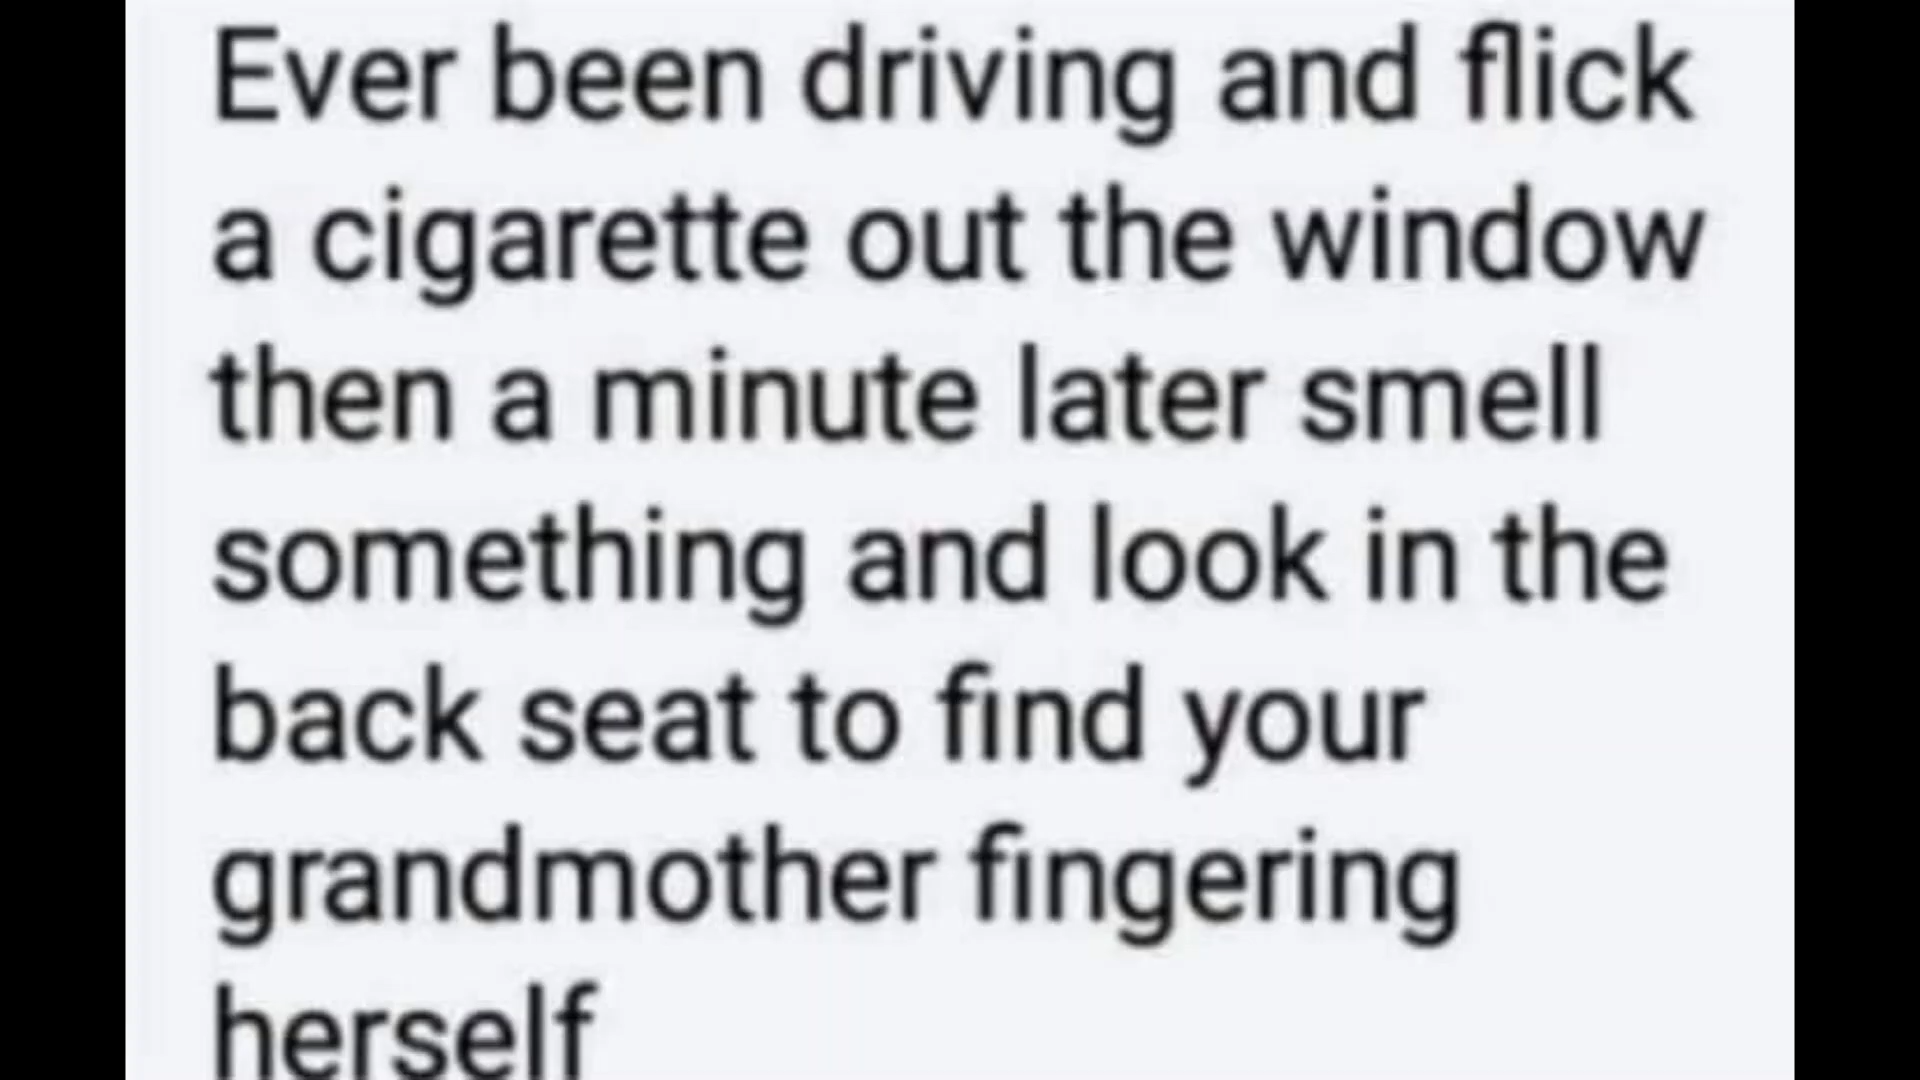 Ever been driving and flick
a cigarette out the window
then a minute later smell
something and look in the
back seat to find your
grandmother fingering
herself